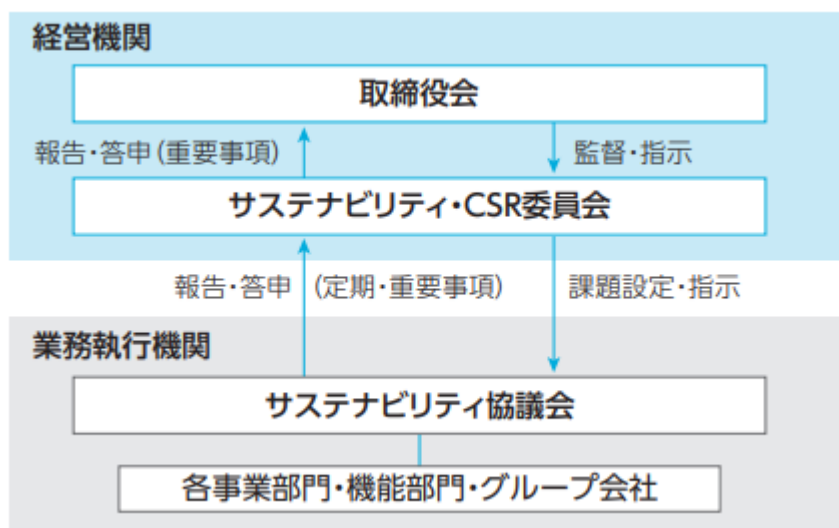 経営機関
取締役会
報告・答申(重要事項)
監督・指示
サステナビリティ・CSR委員会
報告・答申 (定期・重要事項)
課題設定・指示
業務執行機関
サステナビリティ協議会
各事業部門・機能部門・グループ会社